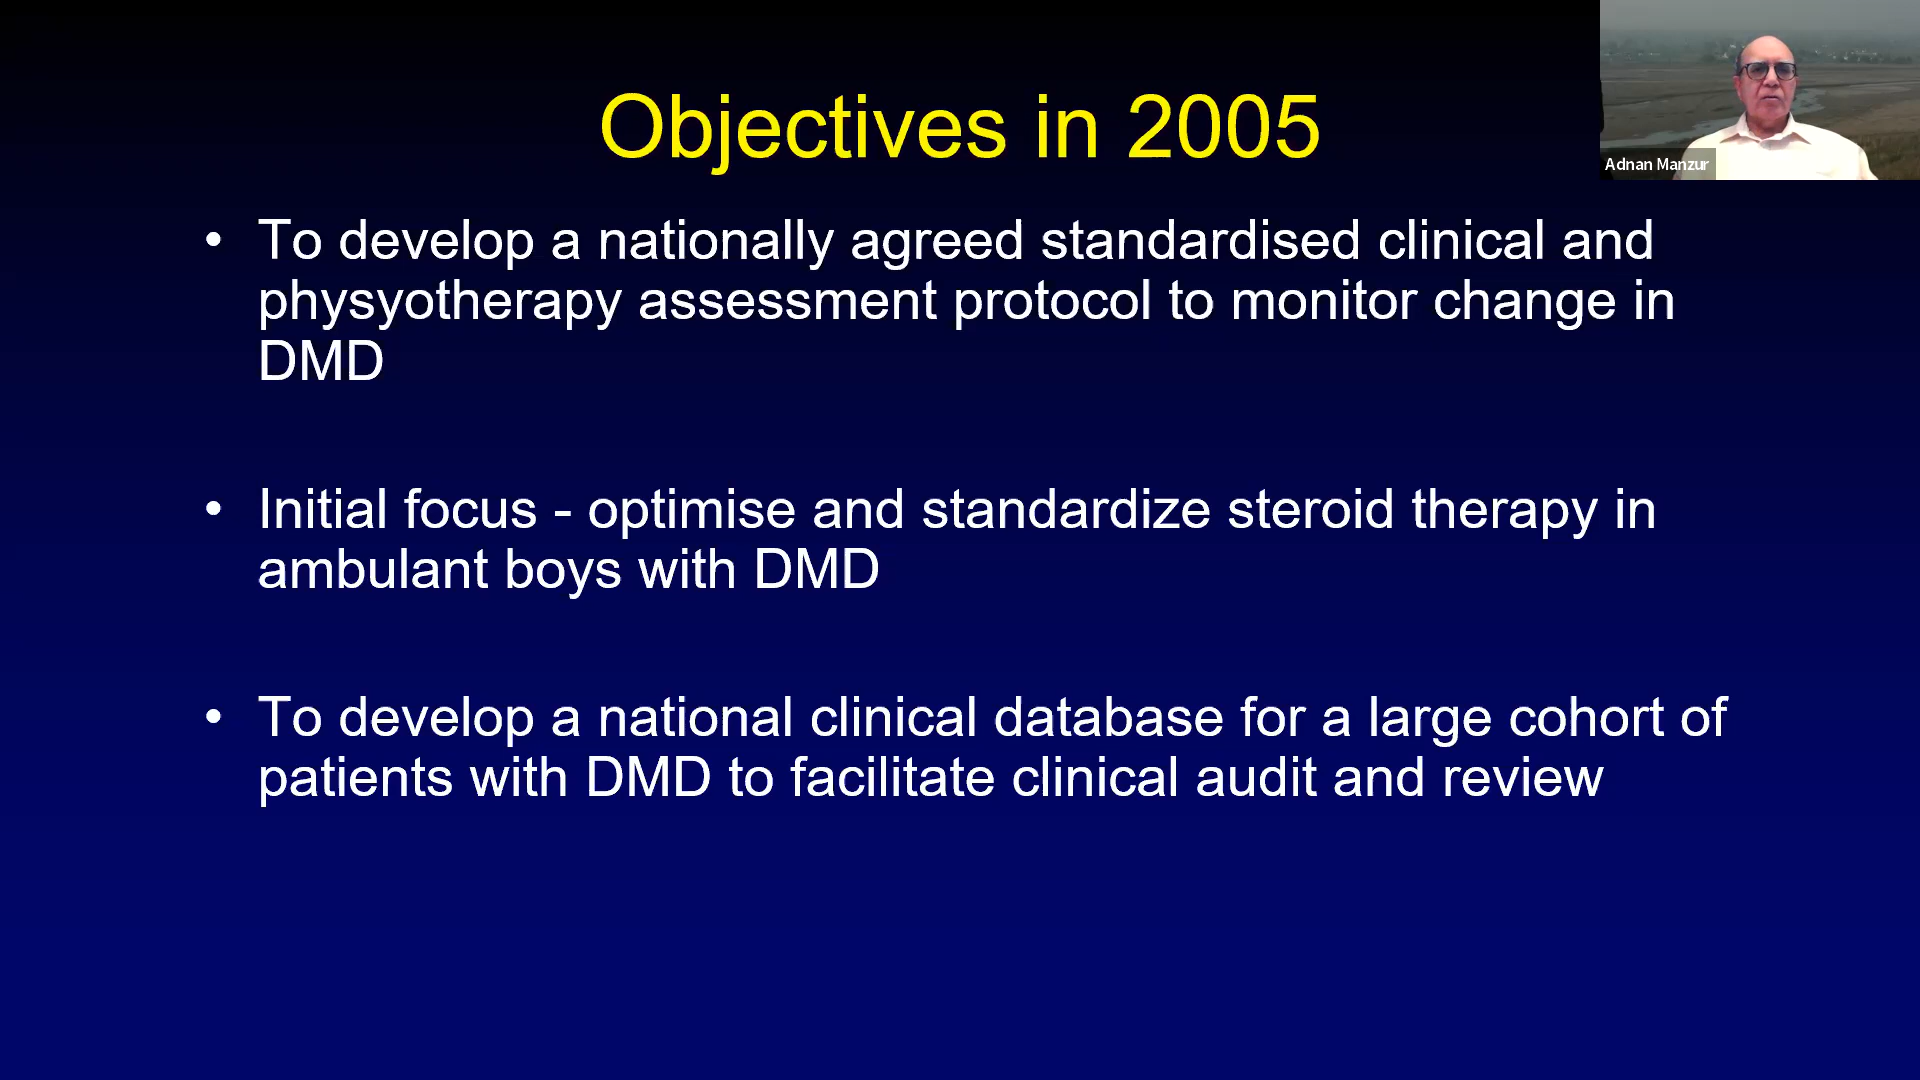 Objectives in 2005
Adnan Manzur
• To develop a nationally agreed standardised clinical and
physyotherapy assessment protocol to monitor change in
DMD
• Initial focus - optimise and standardize steroid therapy in
ambulant boys with DMD
• To develop a national clinical database for a large cohort of
patients with DMD to facilitate clinical audit and review